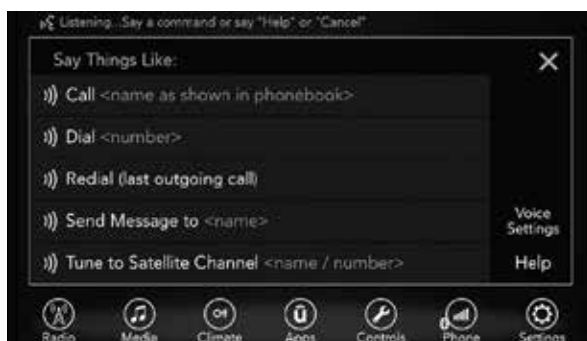 Listening...Say a command or say "Help" or "Cancel"
Say Things Like:
Call <name as shown in phonebook>
Dial <number>
Redial (last outgoing call)
Send Message to <name>
Voice Settings
Tune to Satellite Channel <name / number>
Help
Radio
Media
Climate
Apps
Controls
Phone
Settings